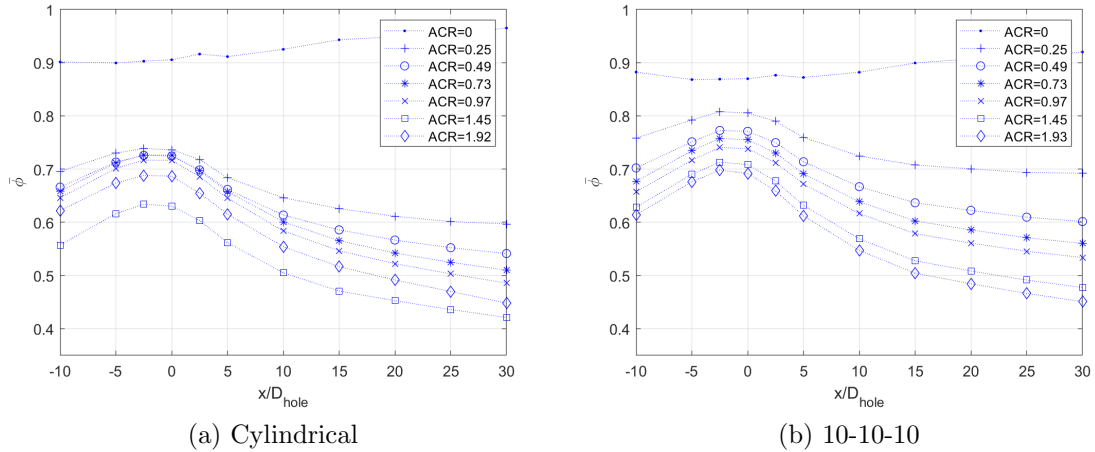 1
0.9
0.8
0.7
0.6
0.5
0.4
ϕ̄
-10 -5 0 5 10 15 20 25 30
x/D_hole
ACR=0
ACR=0.25
ACR=0.49
ACR=0.73
ACR=0.97
ACR=1.45
ACR=1.92
(a) Cylindrical
1
0.9
0.8
0.7
0.6
0.5
0.4
ϕ̄
-10 -5 0 5 10 15 20 25 30
x/D_hole
ACR=0
ACR=0.25
ACR=0.49
ACR=0.73
ACR=0.97
ACR=1.45
ACR=1.93
(b) 10-10-10